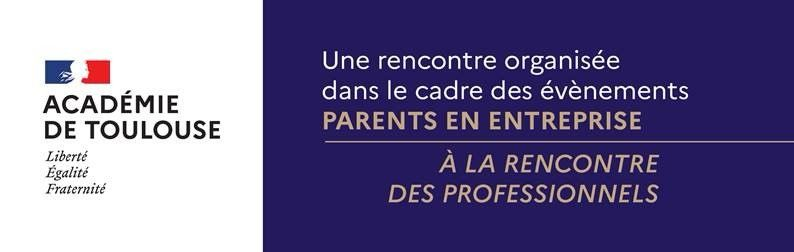 ACADÉMIE
DE TOULOUSE
Liberté
Égalité
Fraternité
Une rencontre organisée
dans le cadre des évènements
PARENTS EN ENTREPRISE
À LA RENCONTRE
DES PROFESSIONNELS